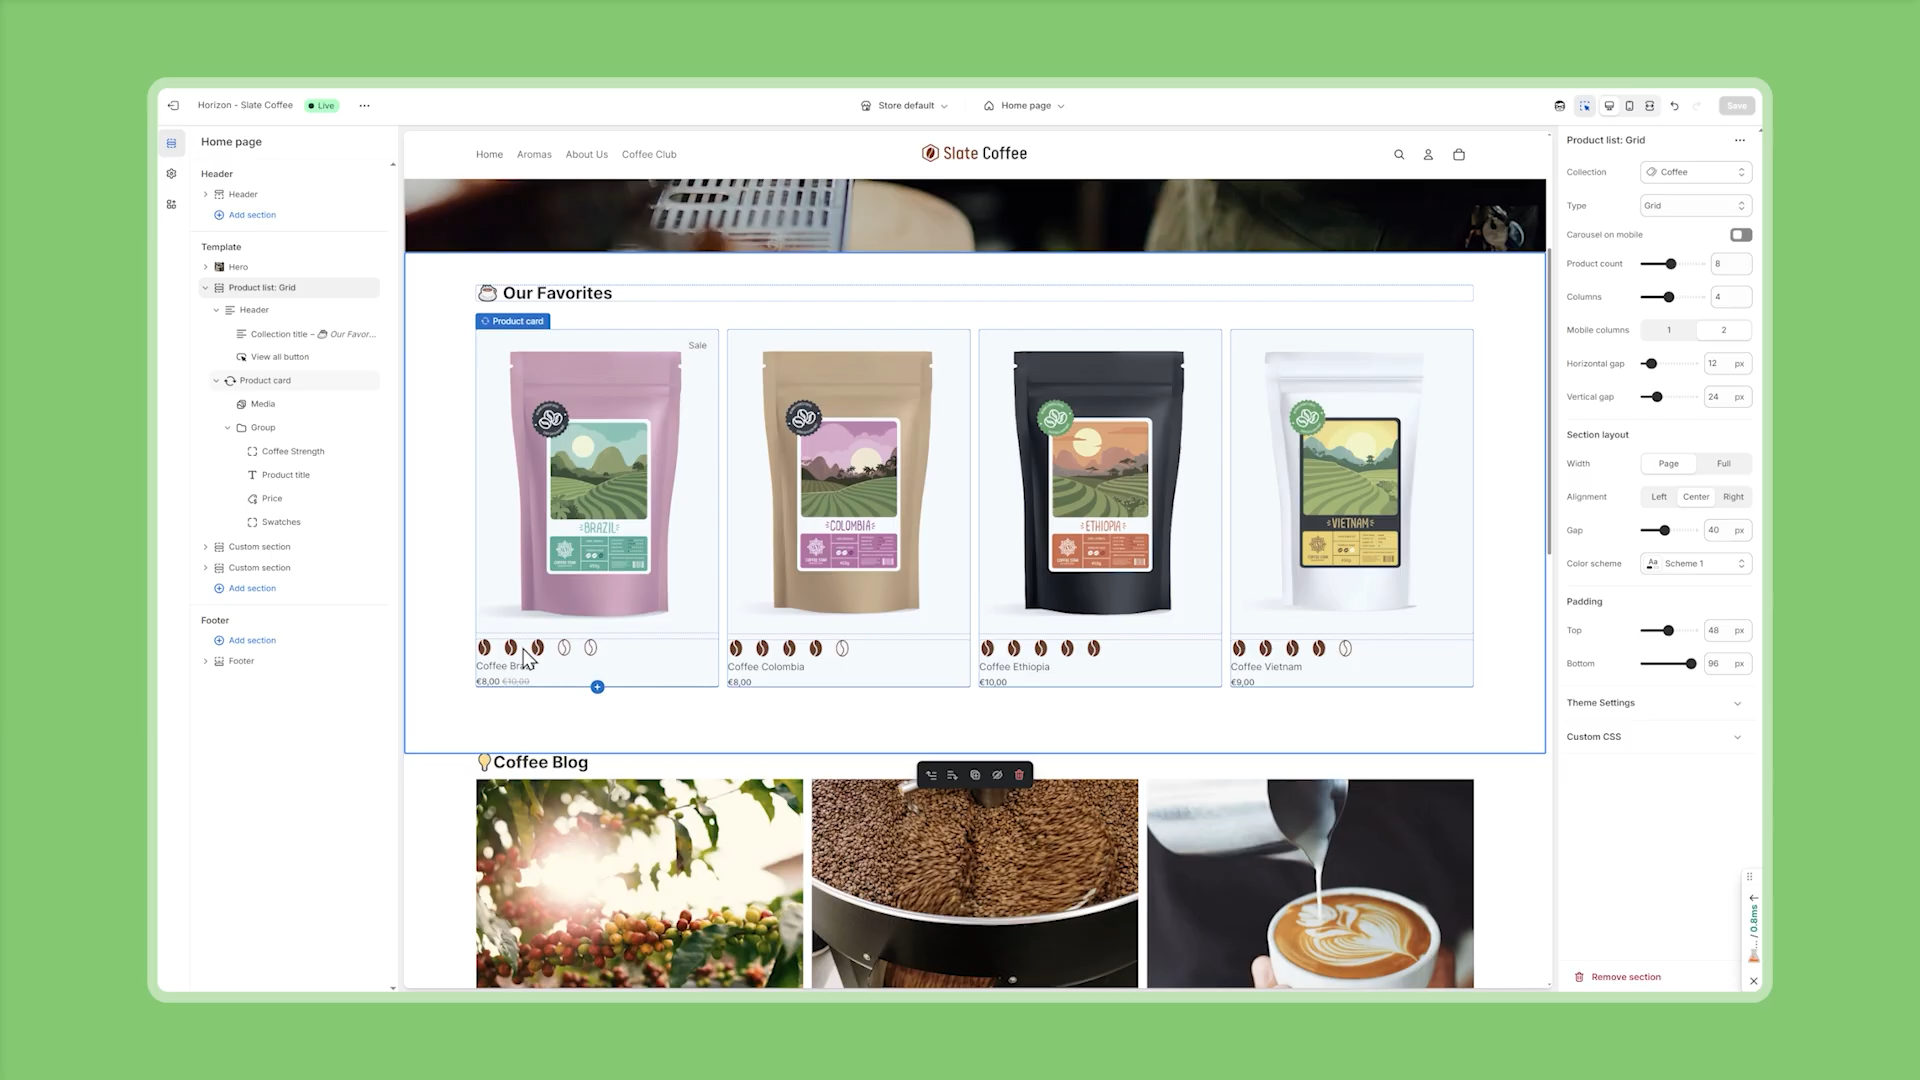 Horizon - Slate Coffee
Live
Store default
Home page
Save
Home page
Header
Header
Add section
Template
Hero
Product list: Grid
Header
Collection title – Our Favor...
View all button
Product card
Media
Group
Coffee Strength
Product title
Price
Swatches
Custom section
Custom section
Add section
Footer
Add section
Footer
Home
Aromas
About Us
Coffee Club
Slate Coffee
Our Favorites
Product card
Sale
BRAZIL
COLOMBIA
ETHIOPIA
VIETNAM
Coffee Bra
€8,00 €10,00
Coffee Colombia
€8,00
Coffee Ethiopia
€10,00
Coffee Vietnam
€9,00
Coffee Blog
Product list: Grid
Collection
Coffee
Type
Grid
Carousel on mobile
Product count
8
Columns
4
Mobile columns
1
2
Horizontal gap
12 px
Vertical gap
24 px
Section layout
Width
Page
Full
Alignment
Left
Center
Right
Gap
40 px
Color scheme
Aa
Scheme 1
Padding
Top
48 px
Bottom
96 px
Theme Settings
Custom CSS
... / 0.8ms
Remove section